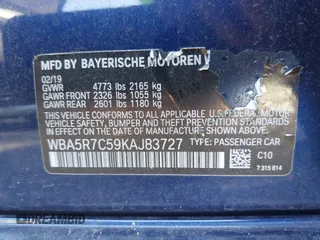 MFD BY BAYERISCHE MOTOREN
02/19
GVWR 4773 lbs 2165 kg
GAWR FRONT 2326 lbs 1055 kg
GAWR REAR 2601 lbs 1180 kg
THIS VEHICLE CONFORMS TO ALL APPLICABLE U.S. FEDERAL MOTOR
VEHICLE SAFETY, BUMPER, AND THEFT PREVENTION STANDARDS IN
EFFECT ON THE DATE OF MANUFACTURE SHOWN ABOVE.
WBA5R7C59KAJ83727 TYPE: PASSENGER CAR
C10
7315814
DREAMBID